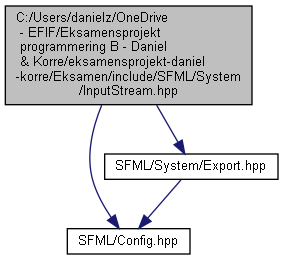 C:/Users/danielz/OneDrive
- EFIF/Eksamensprojekt
programmering B - Daniel
& Korre/eksamensprojekt-daniel
-korre/Eksamen/include/SFML/System
/InputStream.hpp
SFML/System/Export.hpp
SFML/Config.hpp